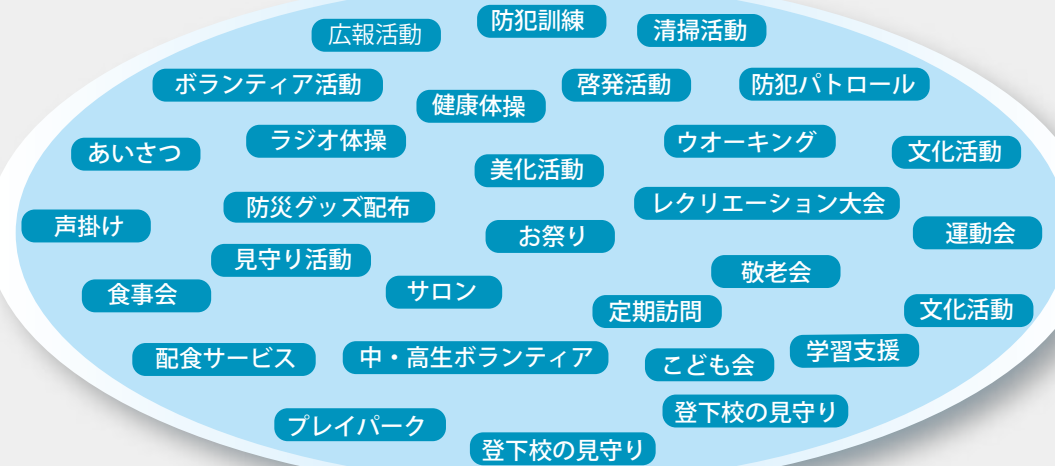 広報活動
防犯訓練
清掃活動
ボランティア活動
健康体操
啓発活動
防犯パトロール
あいさつ
ラジオ体操
美化活動
ウオーキング
文化活動
声掛け
防災グッズ配布
お祭り
レクリエーション大会
運動会
見守り活動
食事会
サロン
敬老会
定期訪問
文化活動
配食サービス
中・高生ボランティア
こども会
学習支援
プレイパーク
登下校の見守り
登下校の見守り